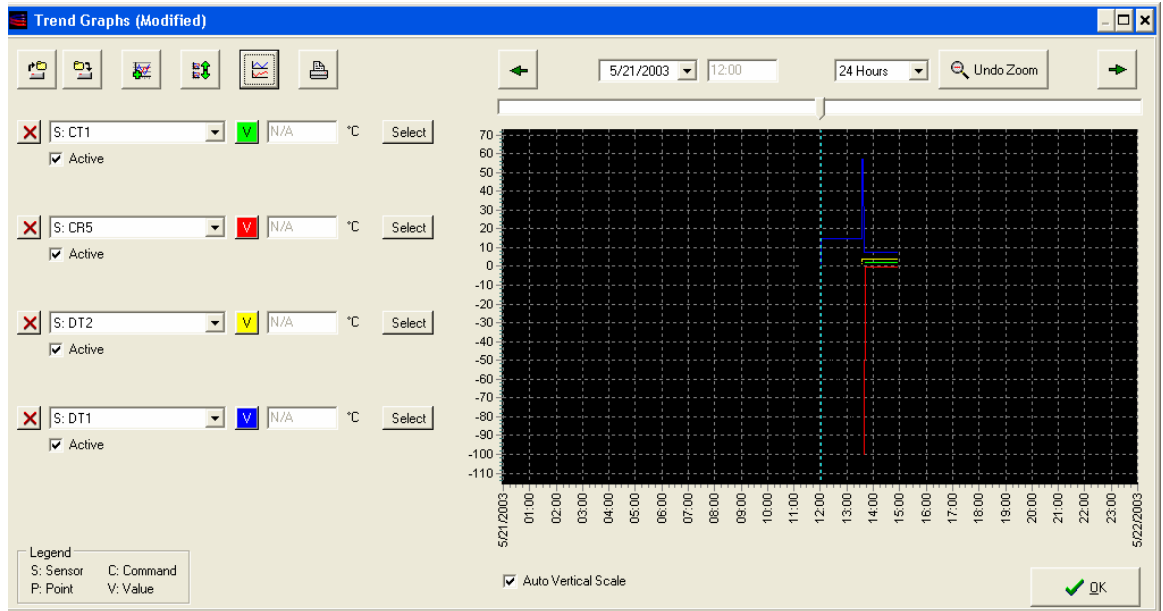 Trend Graphs (Modified)
5/21/2003 12:00 24 Hours Undo Zoom
S: CT1 V N/A °C Select
Active
S: CR5 V N/A °C Select
Active
S: DT2 V N/A °C Select
Active
S: DT1 V N/A °C Select
Active
Legend
S: Sensor C: Command
P: Point V: Value
70
60
50
40
30
20
10
0
-10
-20
-30
-40
-50
-60
-70
-80
-90
-100
-110
5/21/2003 01:00 02:00 03:00 04:00 05:00 06:00 07:00 08:00 09:00 10:00 11:00 12:00 13:00 14:00 15:00 16:00 17:00 18:00 19:00 20:00 21:00 22:00 23:00 5/22/2003
Auto Vertical Scale
OK